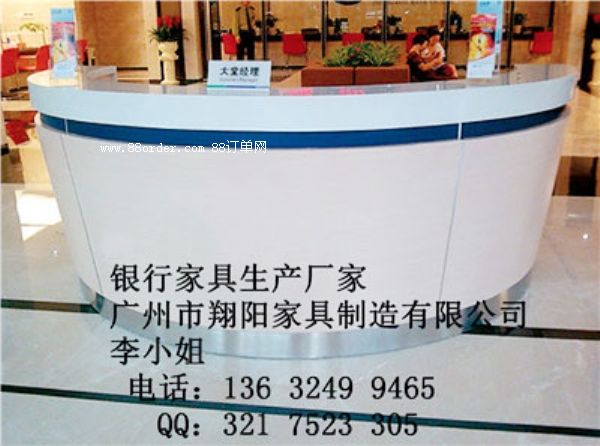 大堂经理
www.88order.com 88订单网
银行家具生产厂家
广州市翔阳家具制造有限公司
李小姐
电话：13 6 3249 9465
QQ：321 7523 305